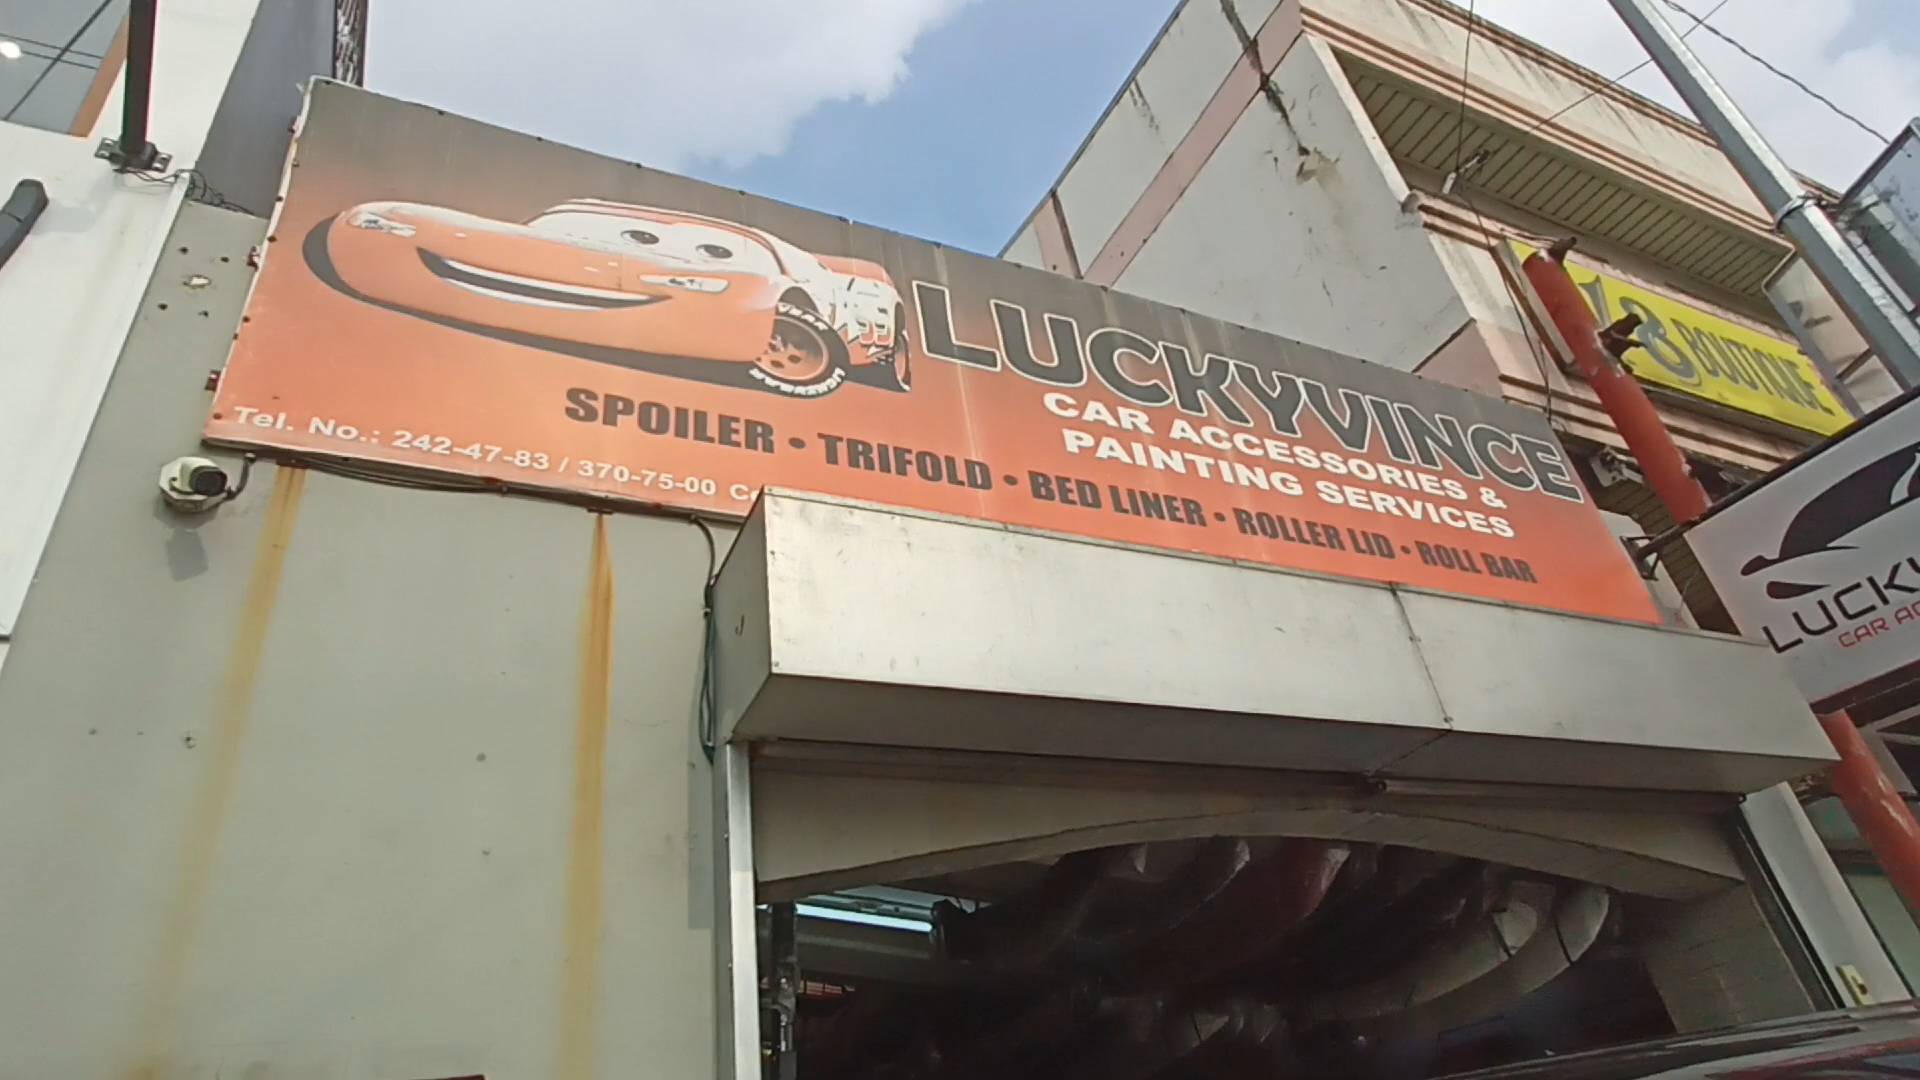 LUCKYVINCE
CAR ACCESSORIES &
PAINTING SERVICES
SPOILER • TRIFOLD • BED LINER • ROLLER LID • ROLL BAR
Tel. No.: 242-47-83 / 370-75-00
BOUTIQUE
LUCKY
CAR